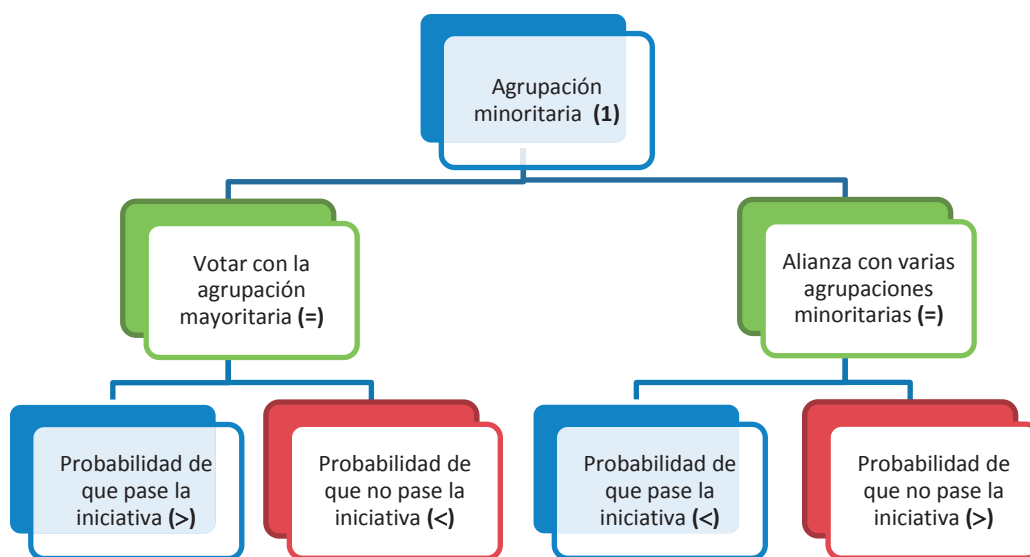 Agrupación
minoritaria (1)
Votar con la
agrupación
mayoritaria (=)
Alianza con varias
agrupaciones
minoritarias (=)
Probabilidad de
que pase la
iniciativa (>)
Probabilidad de
que no pase la
iniciativa (<)
Probabilidad de
que pase la
iniciativa (<)
Probabilidad de
que no pase la
iniciativa (>)